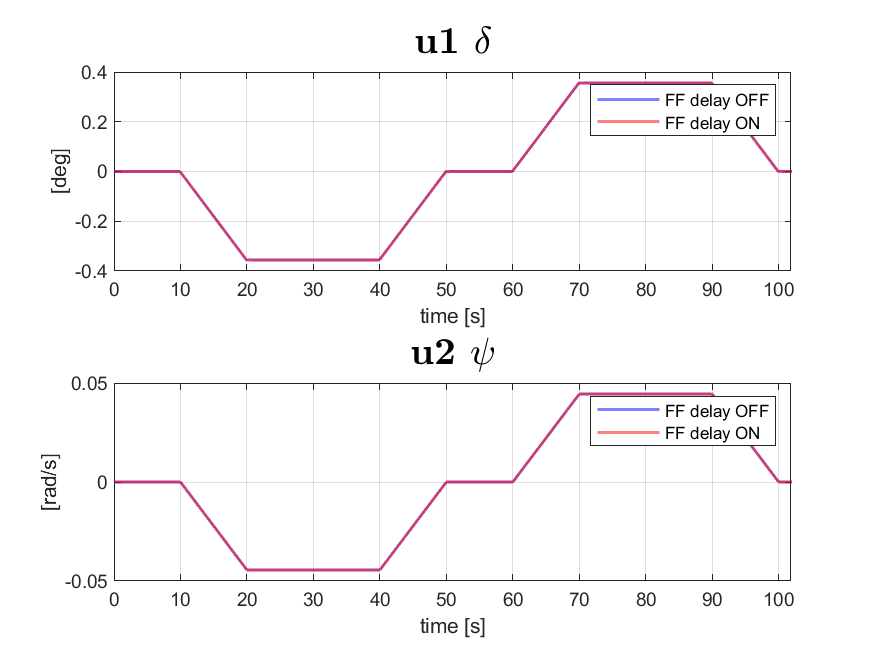 u1 δ
0.4
0.2
0
-0.2
-0.4
[deg]
FF delay OFF
FF delay ON
0 10 20 30 40 50 60 70 80 90 100
time [s]
u2 ψ
0.05
0
-0.05
[rad/s]
FF delay OFF
FF delay ON
0 10 20 30 40 50 60 70 80 90 100
time [s]